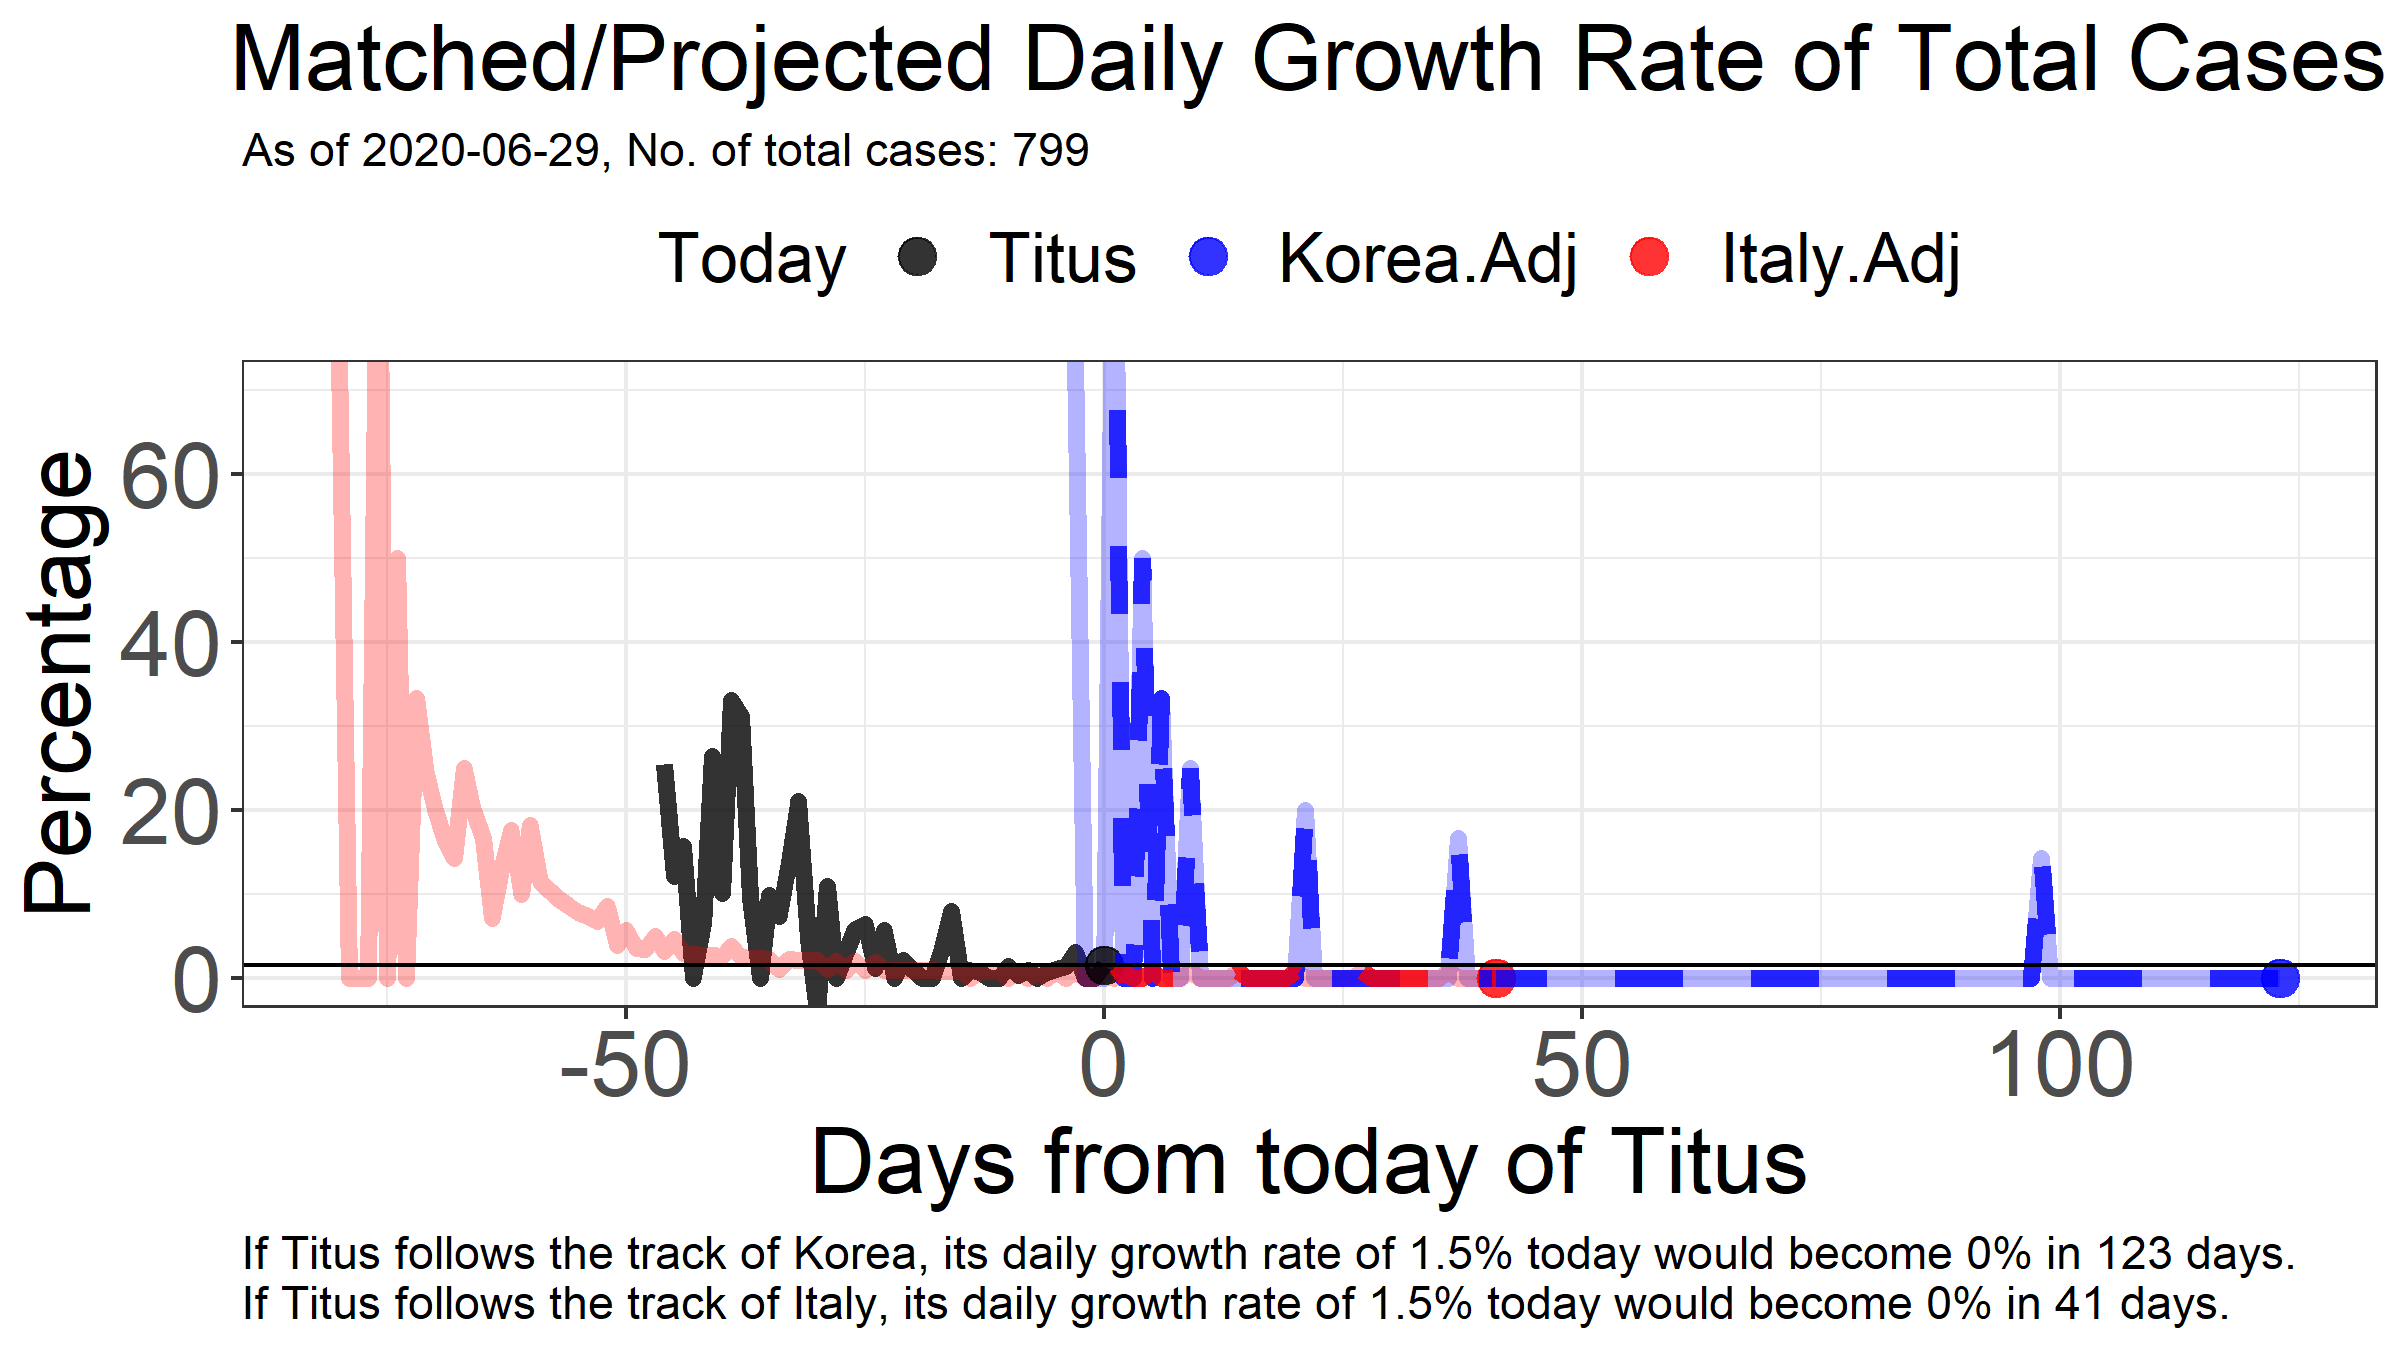 Matched/Projected Daily Growth Rate of Total Cases
As of 2020-06-29, No. of total cases: 799
Today Titus Korea.Adj Italy.Adj
Percentage
60
40
20
0
-50 0 50 100
Days from today of Titus
If Titus follows the track of Korea, its daily growth rate of 1.5% today would become 0% in 123 days.
If Titus follows the track of Italy, its daily growth rate of 1.5% today would become 0% in 41 days.